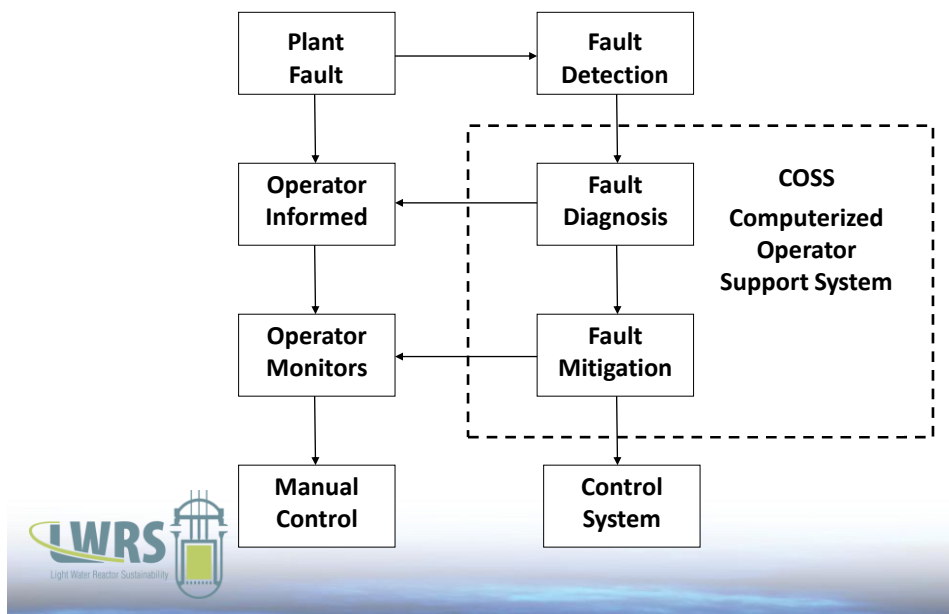 Plant
Fault
Fault
Detection
Operator
Informed
Fault
Diagnosis
COSS
Computerized
Operator
Support System
Operator
Monitors
Fault
Mitigation
Manual
Control
Control
System
LWRS
Light Water Reactor Sustainability